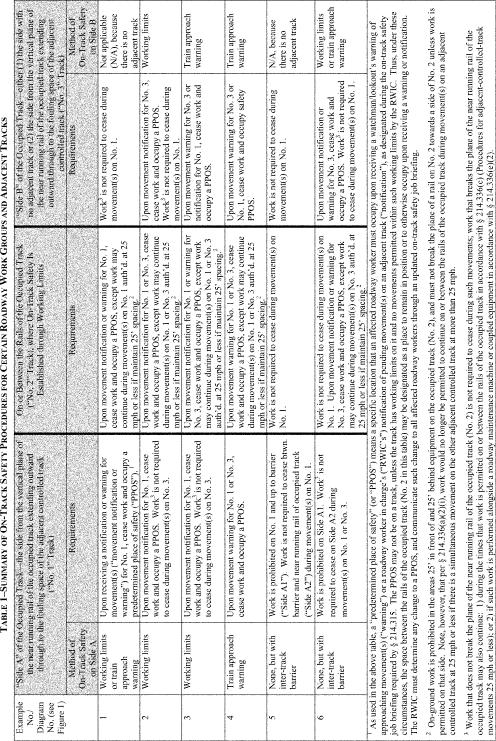 TABLE 1-SUMMARY OF ON-TRACK SAFETY PROCEDURES FOR CERTAIN ROADWAY WORK GROUPS AND ADJACENT TRACKS
Example No./ Diagram No. (see Figure 1)
"Side A" of the Occupied Track—the side from the vertical plane of the near running rail of the occupied track extending outward through to the fouling space of the adjacent controlled track ("No. 1" Track)
On or Between the Rails of the Occupied Track ("No. 2" Track), where On-Track Safety Is Established through Working Limits
"Side B" of the Occupied Track—either (1) the side with no adjacent track or (2) the side from the vertical plane of the near running rail of the occupied track extending outward through to the fouling space of the adjacent controlled track ("No. 3" Track)
Method of On-Track Safety on Side A
Requirements
Requirements
Requirements
Method of On-Track Safety on Side B
1
Working limits or train approach warning
Upon receiving a notification or warning for movement(s) ("movement notification or warning") for No. 1, cease work and occupy a predetermined place of safety ("PPOS").¹
Upon movement notification or warning for No. 1, cease work and occupy a PPOS, except work may continue during movement(s) on No. 1 auth'd. at 25 mph or less if maintain 25' spacing.²
Work³ is not required to cease during movement(s) on No. 1.
Not applicable (N/A), because there is no adjacent track
2
Working limits
Upon movement notification for No. 1, cease work and occupy a PPOS. Work³ is not required to cease during movement(s) on No. 3.
Upon movement notification for No. 1 or No. 3, cease work and occupy a PPOS, except work may continue during movement(s) on No. 1 or No. 3 auth'd. at 25 mph or less if maintain 25' spacing.²
Upon movement notification for No. 3, cease work and occupy a PPOS. Work³ is not required to cease during movement(s) on No. 1.
Working limits
3
Working limits
Upon movement notification for No. 1, cease work and occupy a PPOS. Work³ is not required to cease during movement(s) on No. 3.
Upon movement notification for No. 1 or warning for No. 3, cease work and occupy a PPOS, except work may continue during movement(s) on No. 1 or No. 3 auth'd. at 25 mph or less if maintain 25' spacing.²
Upon movement warning for No. 3 or notification for No. 1, cease work and occupy a PPOS.
Train approach warning
4
Train approach warning
Upon movement warning for No. 1 or No. 3, cease work and occupy a PPOS.
Upon movement warning for No. 1 or No. 3, cease work and occupy a PPOS, except work may continue during movement(s) on No. 1 or No. 3 auth'd. at 25 mph or less if maintain 25' spacing.²
Upon movement warning for No. 3 or No. 1, cease work and occupy safety PPOS.
Train approach warning
5
None, but with inter-track barrier
Work is prohibited on No. 1 and up to barrier ("Side A1"). Work is not required to cease btwn. barrier and near running rail of occupied track ("Side A2") during movement(s) on No. 1.
Work is not required to cease during movement(s) on No. 1.
Work is not required to cease during movement(s) on No. 1.
N/A, because there is no adjacent track
6
None, but with inter-track barrier
Work is prohibited on Side A1. Work³ is not required to cease on Side A2 during movement(s) on No. 1 or No. 3.
Work is not required to cease during movement(s) on No. 1. Upon movement notification or warning for No. 3, cease work and occupy a PPOS, except work may continue during movement(s) on No. 3 auth'd. at 25 mph or less if maintain 25' spacing.²
Upon movement notification or warning for No. 3, cease work and occupy a PPOS. Work³ is not required to cease during movement(s) on No. 1.
Working limits or train approach warning
¹ As used in the above table, a "predetermined place of safety" (or "PPOS") means a specific location that an affected roadway worker must occupy upon receiving a watchman/lookout's warning of
approaching movement(s) ("warning") or a roadway worker in charge's ("RWIC's") notification of pending movement(s) on an adjacent track ("notification"), as designated during the on-track safety
job briefing required by § 214.315. The PPOS may not be on a track, unless the track has working limits on it and no movements permitted within such working limits by the RWIC. Thus, under these
circumstances, the space between the rails of the occupied track (No. 2 in this table) may be designated as a place to remain in position or to otherwise occupy upon receiving a warning or notification.
The RWIC must determine any change to a PPOS, and communicate such change to all affected roadway workers through an updated on-track safety job briefing.
² On-ground work is prohibited in the areas 25' in front of and 25' behind equipment on the occupied track (No. 2), and must not break the plane of a rail on No. 2 towards a side of No. 2 unless work is
permitted on that side. Note, however, that per § 214.336(a)(2)(i), work would no longer be permitted to continue on or between the rails of the occupied track during movement(s) on an adjacent
controlled track at 25 mph or less if there is a simultaneous movement on the other adjacent controlled track at more than 25 mph.
³ Work that does not break the plane of the near running rail of the occupied track (No. 2) is not required to cease during such movements; work that breaks the plane of the near running rail of the
occupied track may also continue: 1) during the times that work is permitted on or between the rails of the occupied track in accordance with § 214.336(c) (Procedures for adjacent-controlled-track
movements 25 mph or less); or 2) if such work is performed alongside a roadway maintenance machine or coupled equipment in accordance with § 214.336(e)(2).